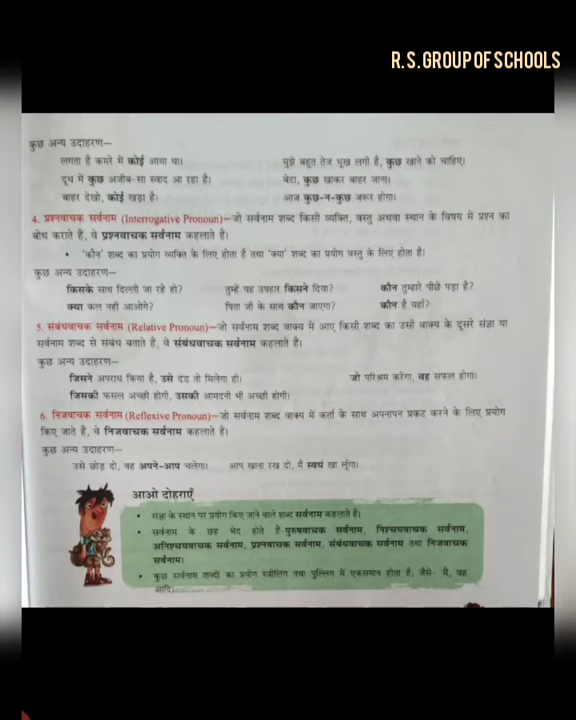 R. S. GROUP OF SCHOOLS
कुछ अन्य उदाहरण—
लगता है कमरे में कोई आया था। मुझे बहुत तेज भूख लगी है, कुछ खाने को चाहिए।
दूध में कुछ अजीब-सा स्वाद आ रहा है। बेटा, कुछ खाकर बाहर जाना।
बाहर देखो, कोई खड़ा है। आज कुछ-न-कुछ जरूर होगा।
4. प्रश्नवाचक सर्वनाम (Interrogative Pronoun)—जो सर्वनाम शब्द किसी व्यक्ति, वस्तु अथवा स्थान के विषय में प्रश्न का
बोध कराते हैं, वे प्रश्नवाचक सर्वनाम कहलाते हैं।
• 'कौन' शब्द का प्रयोग व्यक्ति के लिए होता है तथा 'क्या' शब्द का प्रयोग वस्तु के लिए होता है।
कुछ अन्य उदाहरण—
किसके साथ दिल्ली जा रहे हो? तुम्हें यह उपहार किसने दिया? कौन तुम्हारे पीछे पड़ा है?
क्या कल नहीं आओगे? पिता जी के साथ कौन जाएगा? कौन है यहाँ?
5. संबंधवाचक सर्वनाम (Relative Pronoun)—जो सर्वनाम शब्द वाक्य में आए किसी शब्द का उसी वाक्य के दूसरे संज्ञा या
सर्वनाम शब्द से संबंध बताते हैं, वे संबंधवाचक सर्वनाम कहलाते हैं।
कुछ अन्य उदाहरण—
जिसने अपराध किया है, उसे दंड तो मिलेगा ही। जो परिश्रम करेगा, वह सफल होगा।
जिसकी फसल अच्छी होगी, उसकी आमदनी भी अच्छी होगी।
6. निजवाचक सर्वनाम (Reflexive Pronoun)—जो सर्वनाम शब्द वाक्य में कर्ता के साथ अपनापन प्रकट करने के लिए प्रयोग
किए जाते हैं, वे निजवाचक सर्वनाम कहलाते हैं।
कुछ अन्य उदाहरण—
उसे छोड़ दो, वह अपने-आप चलेगा। आप खाना रख दो, मैं स्वयं खा लूँगा।
आओ दोहराएँ
• संज्ञा के स्थान पर प्रयोग किए जाने वाले शब्द सर्वनाम कहलाते हैं।
• सर्वनाम के छह भेद होते हैं-पुरुषवाचक सर्वनाम, निश्चयवाचक सर्वनाम,
अनिश्चयवाचक सर्वनाम, प्रश्नवाचक सर्वनाम, संबंधवाचक सर्वनाम तथा निजवाचक
सर्वनाम।
• कुछ सर्वनाम शब्दों का प्रयोग स्त्रीलिंग तथा पुल्लिंग में एकसमान होता है, जैसे- मैं, वह
आदि।